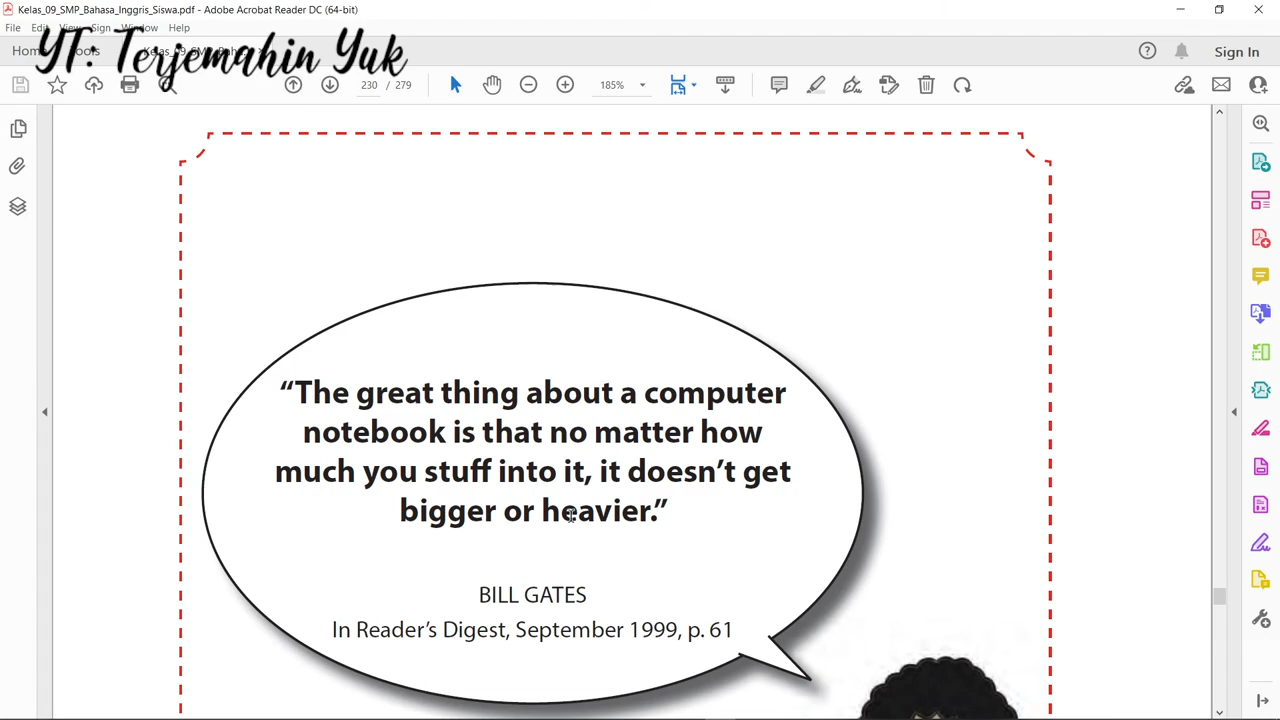 Kelas_09_SMP_Bahasa_Inggris_Siswa.pdf - Adobe Acrobat Reader DC (64-bit)
File Edit View Sign Window Help
YT: Terjemahin Yuk
Sign In
230 / 279
185%
“The great thing about a computer
notebook is that no matter how
much you stuff into it, it doesn’t get
bigger or heavier.”
BILL GATES
In Reader’s Digest, September 1999, p. 61